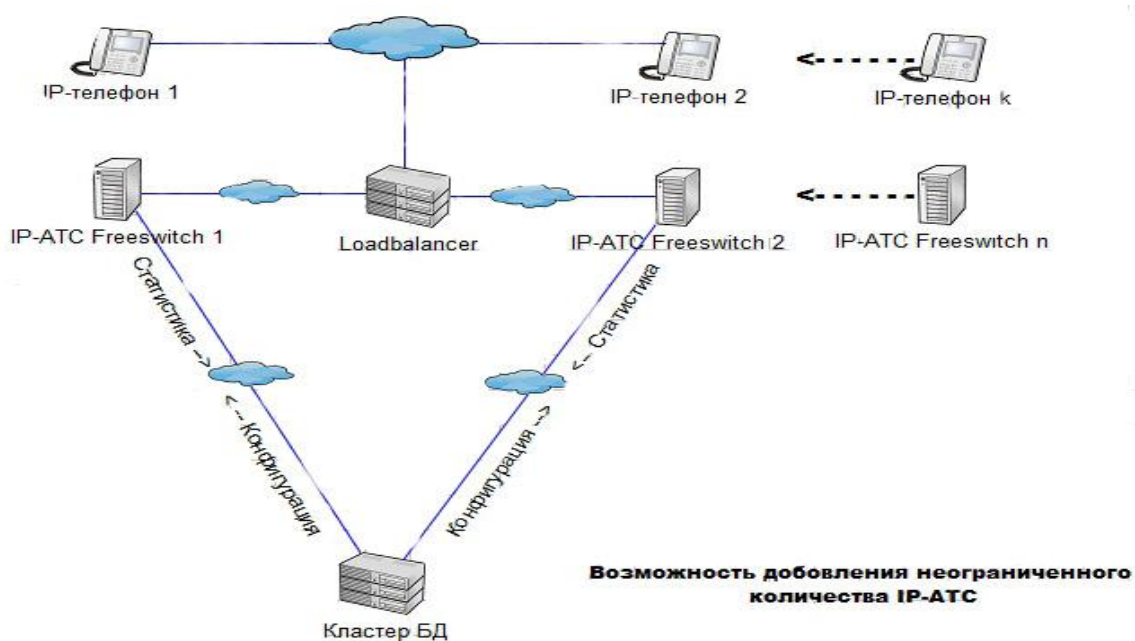 IP-телефон 1
IP-телефон 2
IP-телефон k
IP-АТС Freeswitch 1
Loadbalancer
IP-АТС Freeswitch 2
IP-АТС Freeswitch n
Статистика -->
<-- Статистика
<-- Конфигурация
Конфигурация -->
Возможность добовления неограниченного
количества IP-АТС
Кластер БД